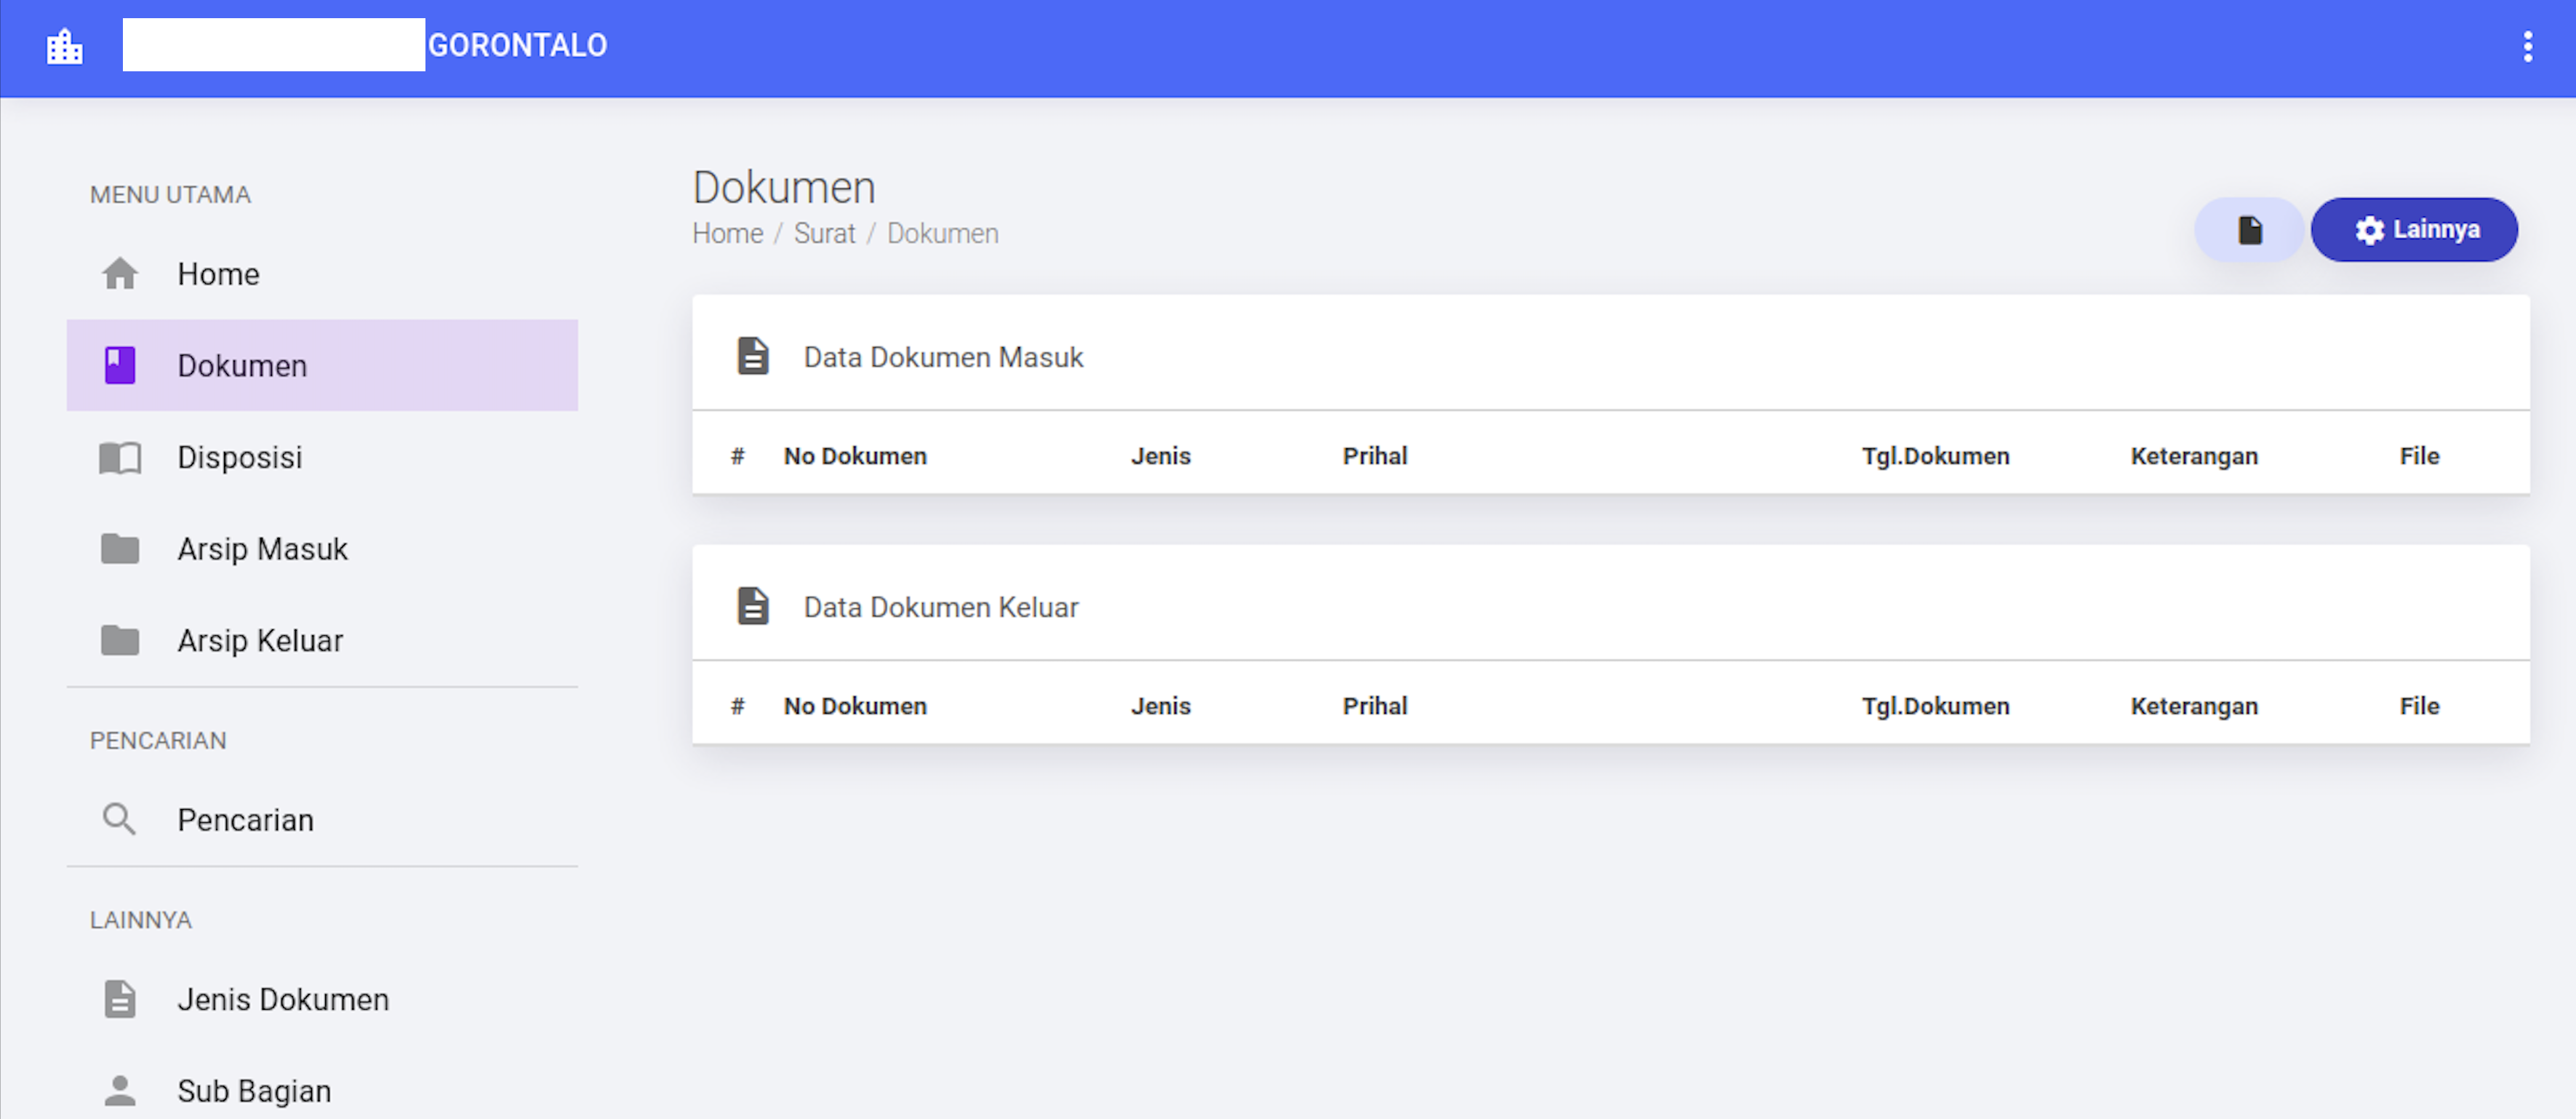 GORONTALO
MENU UTAMA
Home
Dokumen
Disposisi
Arsip Masuk
Arsip Keluar
PENCARIAN
Pencarian
LAINNYA
Jenis Dokumen
Sub Bagian
Dokumen
Home / Surat / Dokumen
Lainnya
Data Dokumen Masuk
# No Dokumen Jenis Prihal Tgl.Dokumen Keterangan File
Data Dokumen Keluar
# No Dokumen Jenis Prihal Tgl.Dokumen Keterangan File